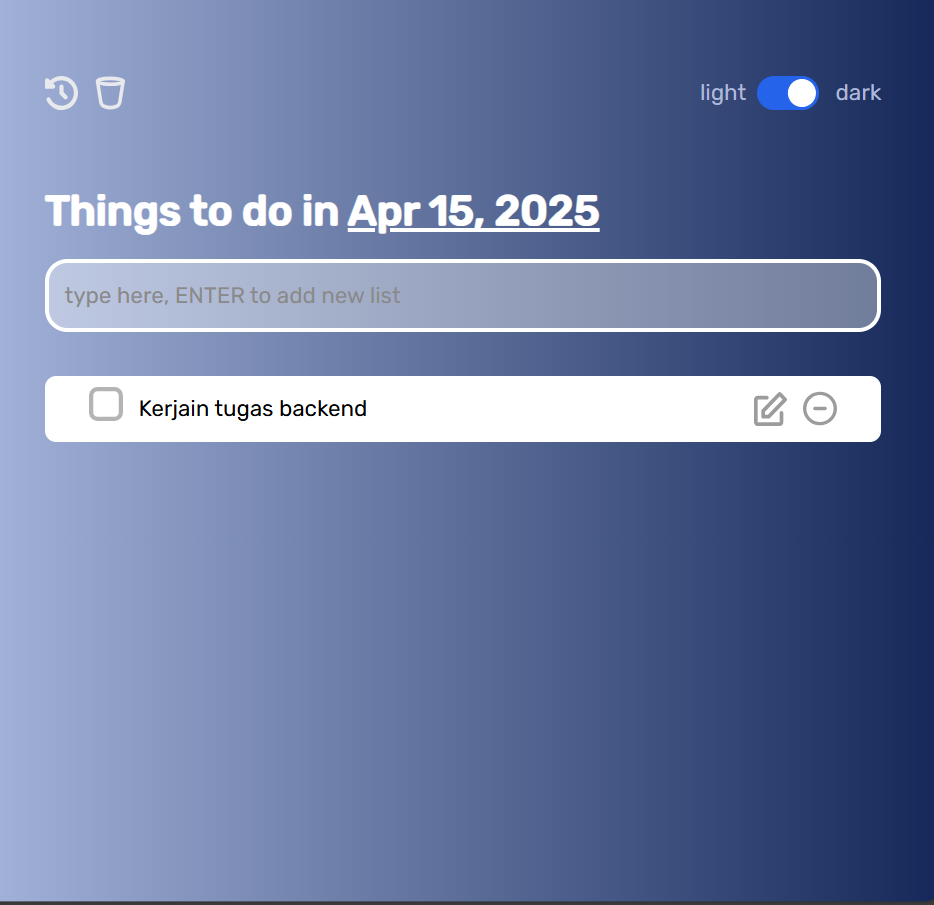 light dark
Things to do in Apr 15, 2025
type here, ENTER to add new list
Kerjain tugas backend